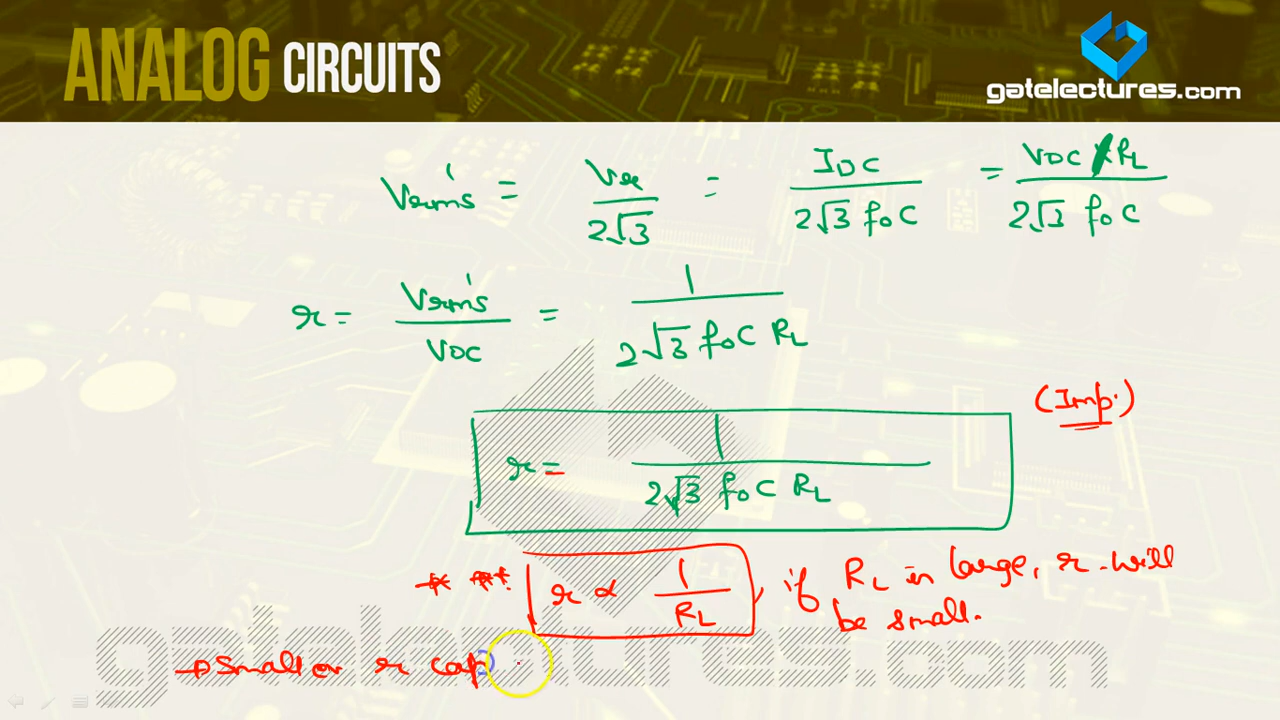 ANALOG CIRCUITS
gatelectures.com
Vrms' = Vr / 2√3 = IDC / 2√3 f₀C = VDC / RL / 2√3 f₀C
r = Vrms' / VDC = 1 / 2√3 f₀C RL
(Imp.)
r = 1 / 2√3 f₀C RL
** **! r ∝ 1 / RL, if RL is large, r will
be small.
→ Smaller r cap
gatelectures.com